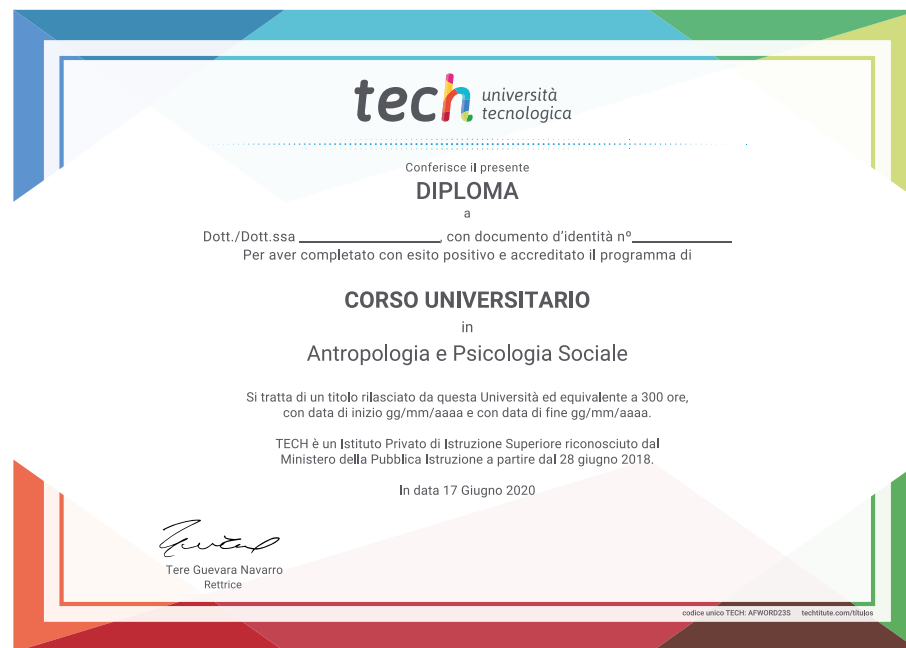 tech università
tecnologica
Conferisce il presente
DIPLOMA
a
Dott./Dott.ssa ____________________, con documento d'identità nº______________
Per aver completato con esito positivo e accreditato il programma di
CORSO UNIVERSITARIO
in
Antropologia e Psicologia Sociale
Si tratta di un titolo rilasciato da questa Università ed equivalente a 300 ore,
con data di inizio gg/mm/aaaa e con data di fine gg/mm/aaaa.
TECH è un Istituto Privato di Istruzione Superiore riconosciuto dal
Ministero della Pubblica Istruzione a partire dal 28 giugno 2018.
In data 17 Giugno 2020
Tere Guevara Navarro
Rettrice
codice unico TECH: AFWORD23S techtitute.com/títulos